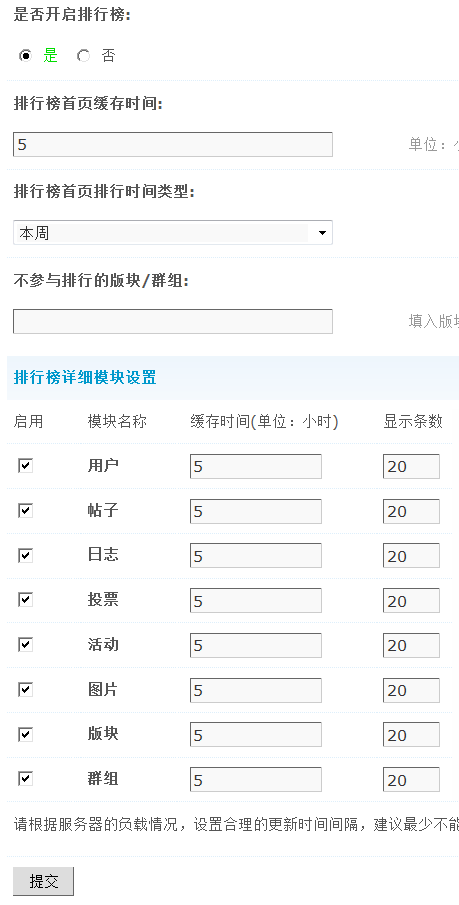 是否开启排行榜:
是 否
排行榜首页缓存时间:
5 单位：
排行榜首页排行时间类型:
本周
不参与排行的版块/群组:
填入版块
排行榜详细模块设置
启用 模块名称 缓存时间(单位：小时) 显示条数
用户 5 20
帖子 5 20
日志 5 20
投票 5 20
活动 5 20
图片 5 20
版块 5 20
群组 5 20
请根据服务器的负载情况，设置合理的更新时间间隔，建议最少不能
提交